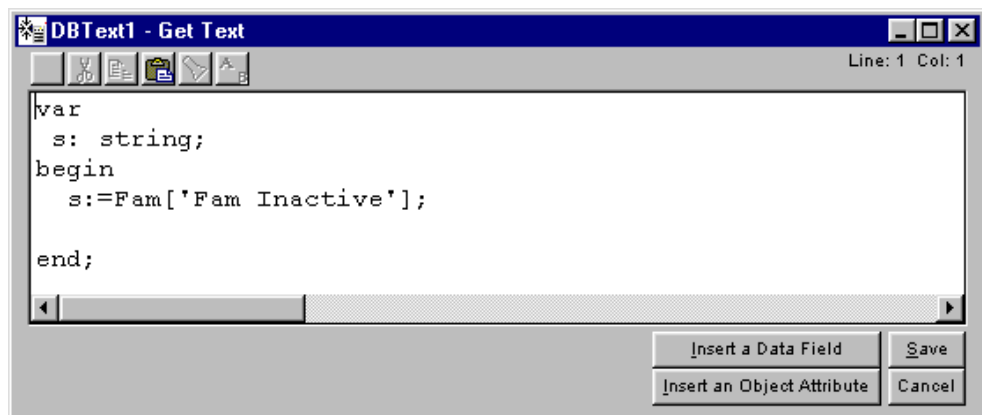 DBText1 - Get Text
Line: 1 Col: 1
var
s: string;
begin
s:=Fam['Fam Inactive'];
end;
Insert a Data Field
Save
Insert an Object Attribute
Cancel